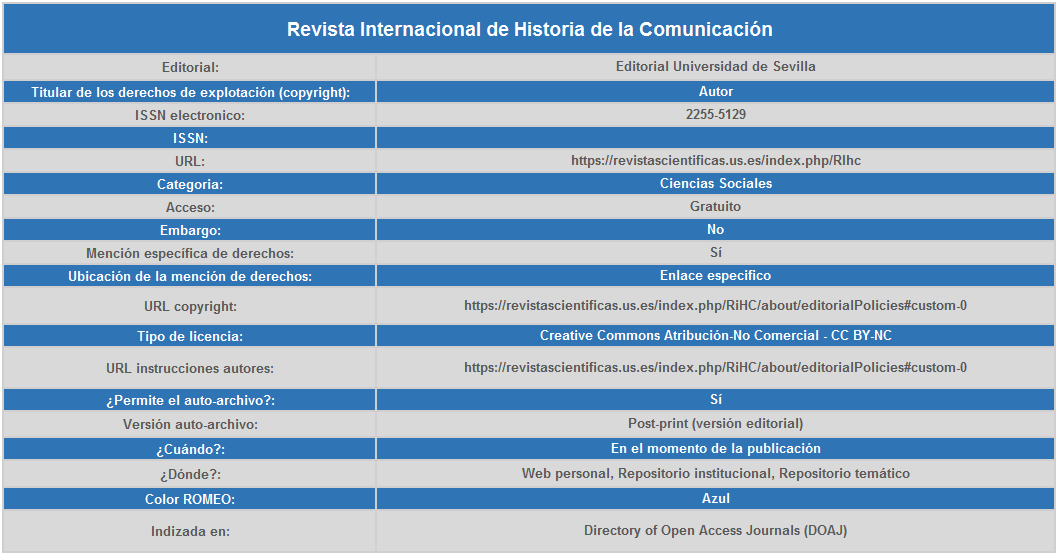 Revista Internacional de Historia de la Comunicación
Editorial: Editorial Universidad de Sevilla
Titular de los derechos de explotación (copyright): Autor
ISSN electronico: 2255-5129
ISSN:
URL: https://revistascientificas.us.es/index.php/RIhc
Categoria: Ciencias Sociales
Acceso: Gratuito
Embargo: No
Mención específica de derechos: Sí
Ubicación de la mención de derechos: Enlace especifico
URL copyright: https://revistascientificas.us.es/index.php/RiHC/about/editorialPolicies#custom-0
Tipo de licencia: Creative Commons Atribución-No Comercial - CC BY-NC
URL instrucciones autores: https://revistascientificas.us.es/index.php/RiHC/about/editorialPolicies#custom-0
¿Permite el auto-archivo?: Sí
Versión auto-archivo: Post-print (versión editorial)
¿Cuándo?: En el momento de la publicación
¿Dónde?: Web personal, Repositorio institucional, Repositorio temático
Color ROMEO: Azul
Indizada en: Directory of Open Access Journals (DOAJ)